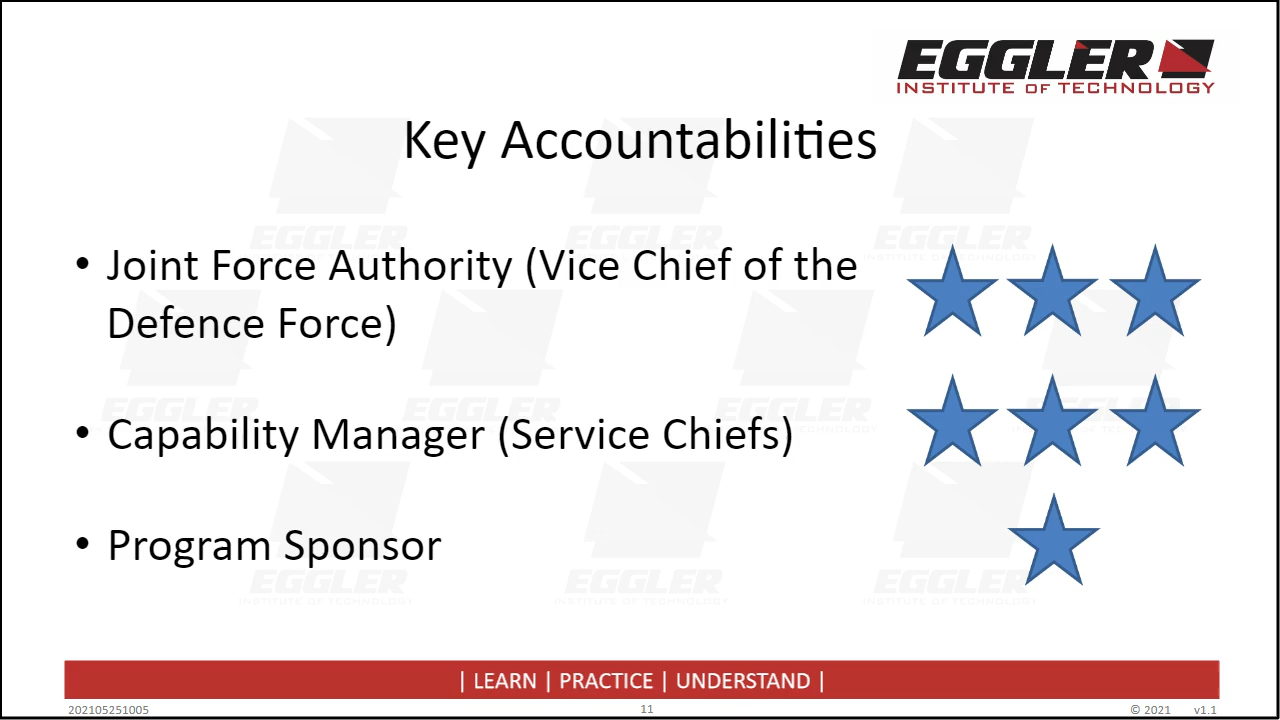 EGGLER
INSTITUTE OF TECHNOLOGY
Key Accountabilities
• Joint Force Authority (Vice Chief of the
Defence Force)
• Capability Manager (Service Chiefs)
• Program Sponsor
| LEARN | PRACTICE | UNDERSTAND |
202105251005
11
© 2021 v1.1